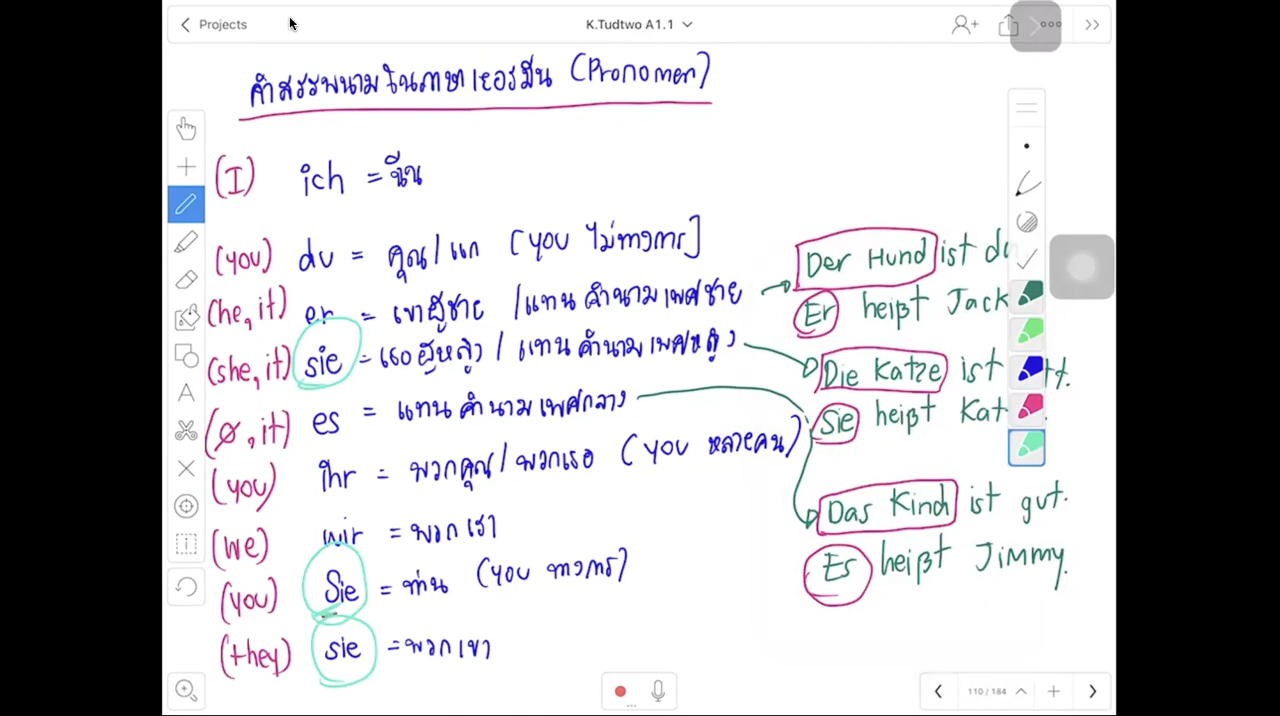 Projects
K.Tudtwo A1.1
คำสรรพนามในภาษาเยอรมัน (Pronomen)
(I) ich = ฉัน
(you) du = คุณ/แก (you ไม่ทางการ)
(he, it) er = เขาผู้ชาย / แทนคำนามเพศชาย
(she, it) sie = เธอผู้หญิง / แทนคำนามเพศหญิง
(ø, it) es = แทนคำนามเพศกลาง
(you) ihr = พวกคุณ/พวกเธอ (you หลายคน)
(we) wir = พวกเรา
(you) Sie = ท่าน (you ทางการ)
(they) sie = พวกเขา
Der Hund ist
Er heißt Jack
Die Katze ist
Sie heißt Kat
Das Kind ist gut.
Es heißt Jimmy.
110 / 184